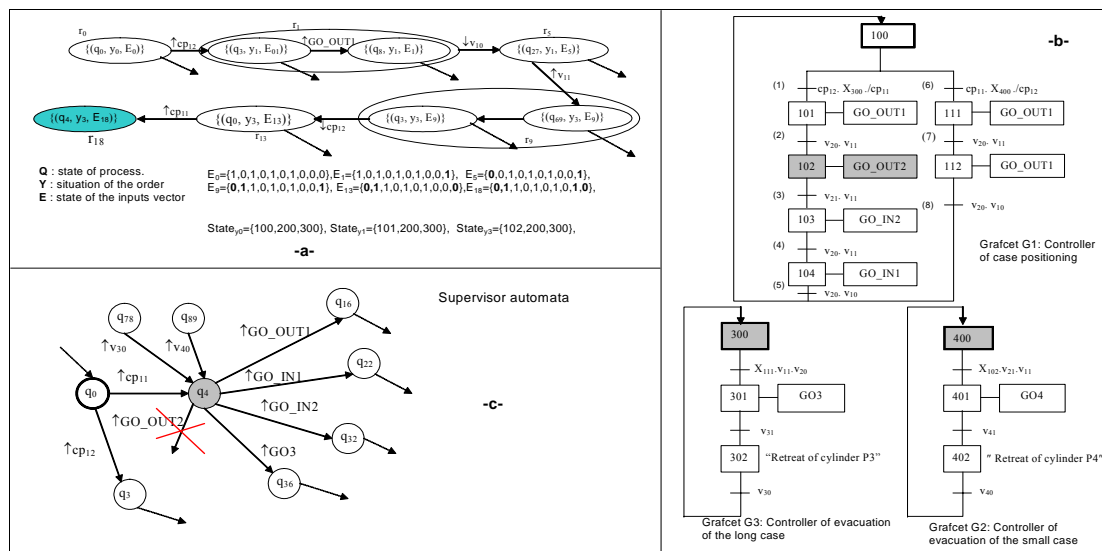 r0
r1
r5
{(q0, y0, E0)}
↑cp12
{(q3, y1, E01)}
↑GO_OUT1
{(q8, y1, E1)}
↓v10
{(q27, y1, E5)}
↑v11
{(q4, y3, E18)}
↑cp11
{(q0, y3, E13)}
↓cp12
{(q3, y3, E9)}
{(q69, y3, E9)}
r18
r13
r9
Q : state of process.
Y : situation of the order
E : state of the inputs vector
E0={1,0,1,0,1,0,1,0,0,0},E1={1,0,1,0,1,0,1,0,0,1}, E5={0,0,1,0,1,0,1,0,0,1},
E9={0,1,1,0,1,0,1,0,0,1}, E13={0,1,1,0,1,0,1,0,0,0},E18={0,1,1,0,1,0,1,0,1,0},
Statey0={100,200,300}, Statey1={101,200,300}, Statey3={102,200,300},
-a-
-b-
100
(1)
cp12. X300./cp11
(6)
cp11. X400./cp12
101
GO_OUT1
111
GO_OUT1
(2)
v20. v11
(7)
v20. v11
102
GO_OUT2
112
GO_OUT1
(3)
v21. v11
(8)
v20. v10
103
GO_IN2
(4)
v20. v11
104
GO_IN1
(5)
v20. v10
Grafcet G1: Controller
of case positioning
300
X111.v11.v20
301
GO3
v31
302
“Retreat of cylinder P3”
v30
Grafcet G3: Controller of evacuation
of the long case
400
X102.v21.v11
401
GO4
v41
402
" Retreat of cylinder P4"
v40
Grafcet G2: Controller of
evacuation of the small case
Supervisor automata
-c-
q78
q89
q16
↑v30
↑v40
↑GO_OUT1
q0
↑cp11
q4
↑GO_IN1
q22
↑GO_OUT2
↑GO_IN2
q32
↑cp12
↑GO3
q36
q3